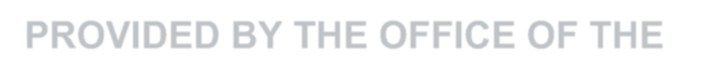 PROVIDED BY THE OFFICE OF THE